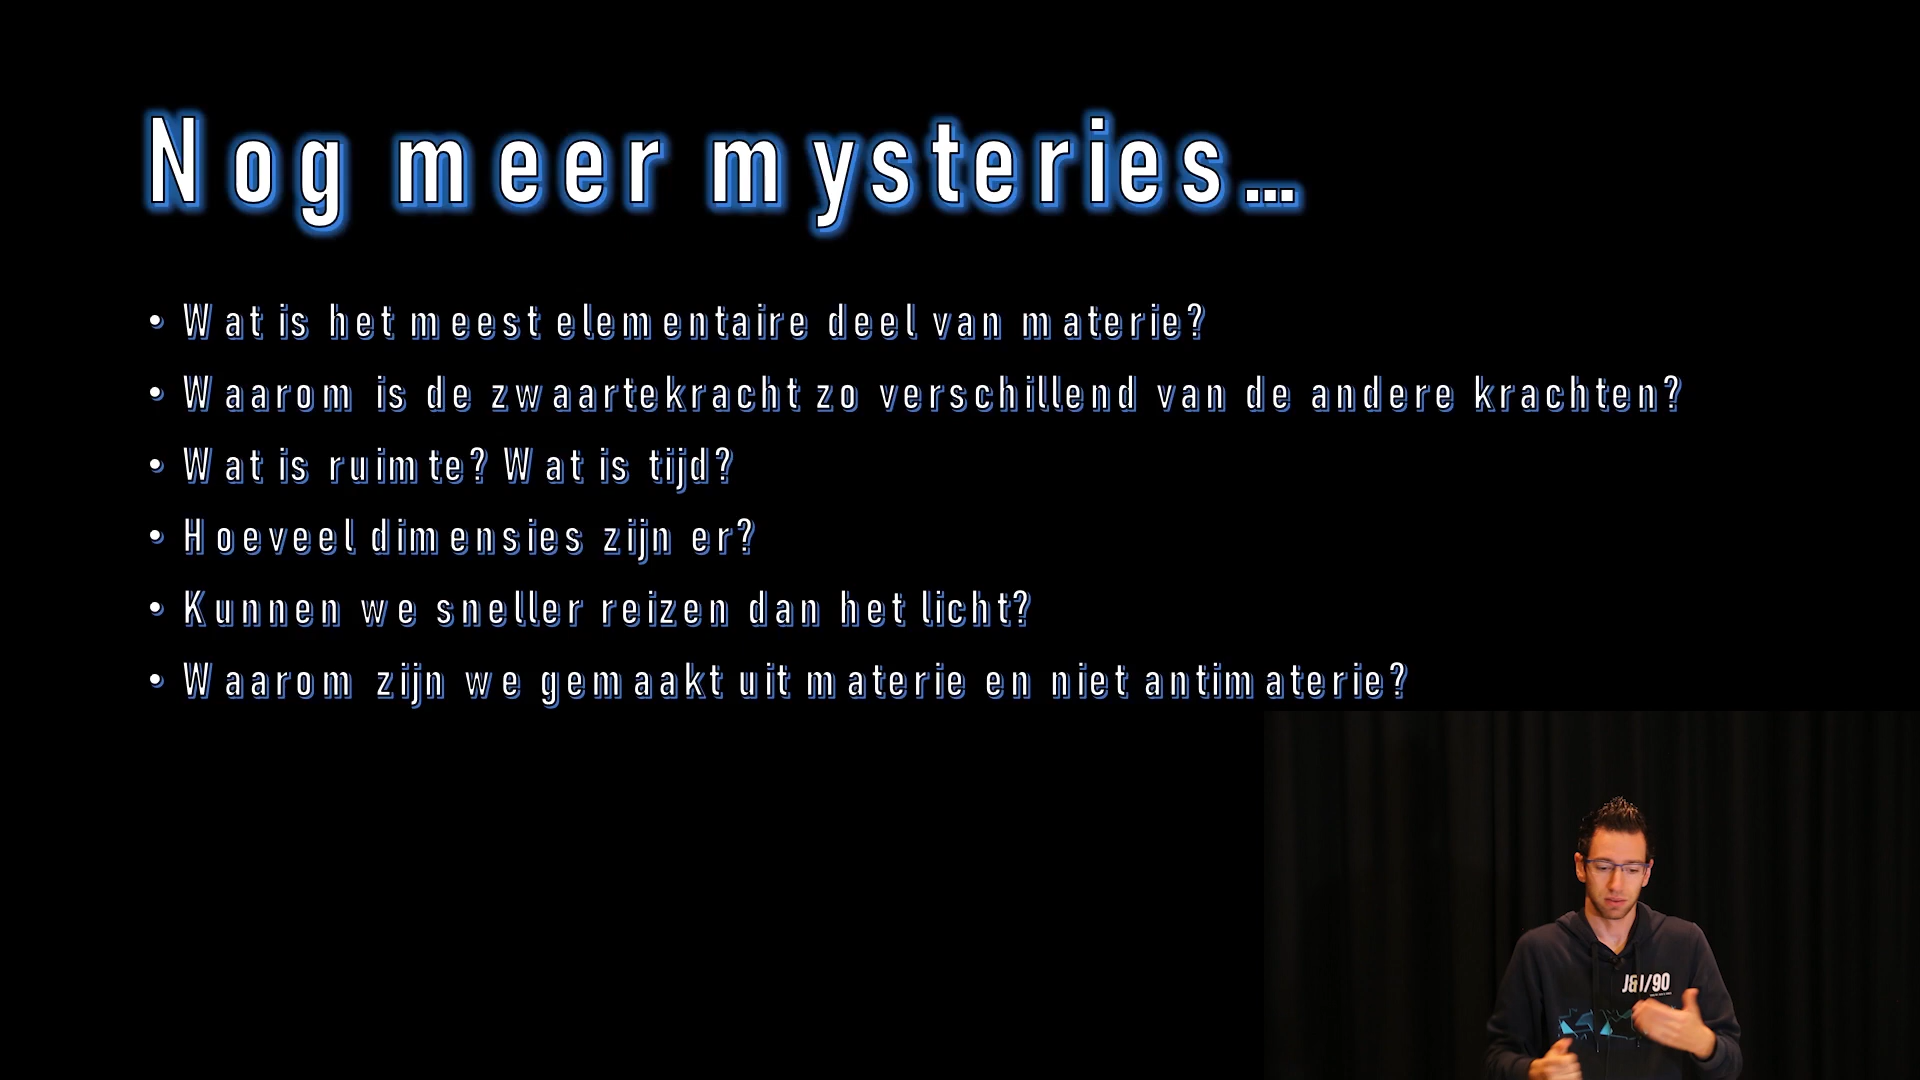 Nog meer mysteries…
• Wat is het meest elementaire deel van materie?
• Waarom is de zwaartekracht zo verschillend van de andere krachten?
• Wat is ruimte? Wat is tijd?
• Hoeveel dimensies zijn er?
• Kunnen we sneller reizen dan het licht?
• Waarom zijn we gemaakt uit materie en niet antimaterie?
J&J/90